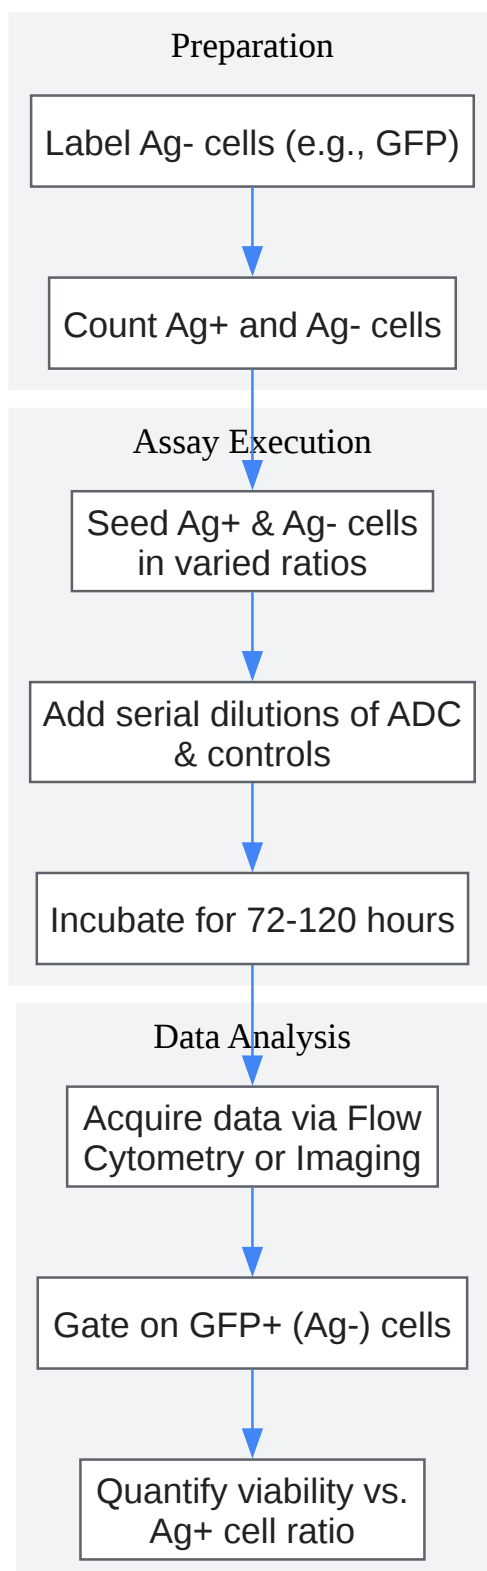 Preparation
Label Ag- cells (e.g., GFP)
Count Ag+ and Ag- cells
Assay Execution
Seed Ag+ & Ag- cells
in varied ratios
Add serial dilutions of ADC
& controls
Incubate for 72-120 hours
Data Analysis
Acquire data via Flow
Cytometry or Imaging
Gate on GFP+ (Ag-) cells
Quantify viability vs.
Ag+ cell ratio